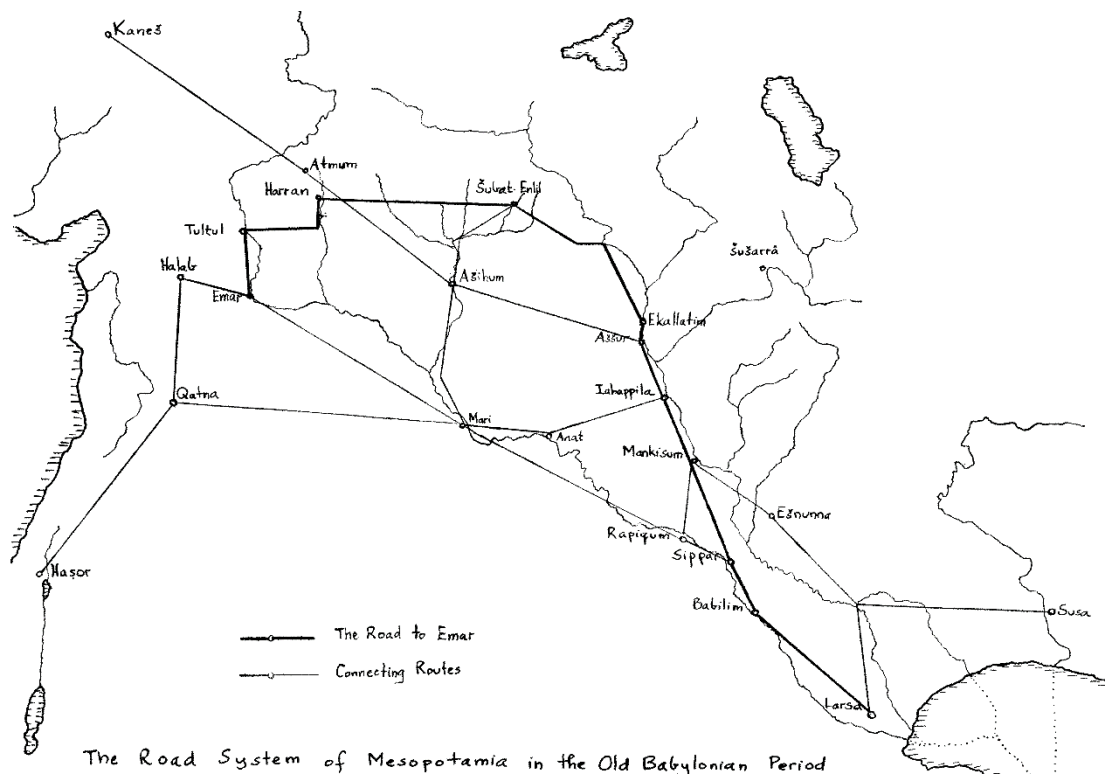 Kaneš
Atmum
Harran
Šubat-Enlil
Tultul
Halab
Emar
Ašihum
Šušarrâ
Ekallatim
Aššur
Qatna
Iahappila
Mari
Anat
Mankisum
Ešnunna
Rapiqum
Sippar
Haṣor
Babilim
Susa
The Road to Emar
Connecting Routes
Larsa
The Road System of Mesopotamia in the Old Babylonian Period